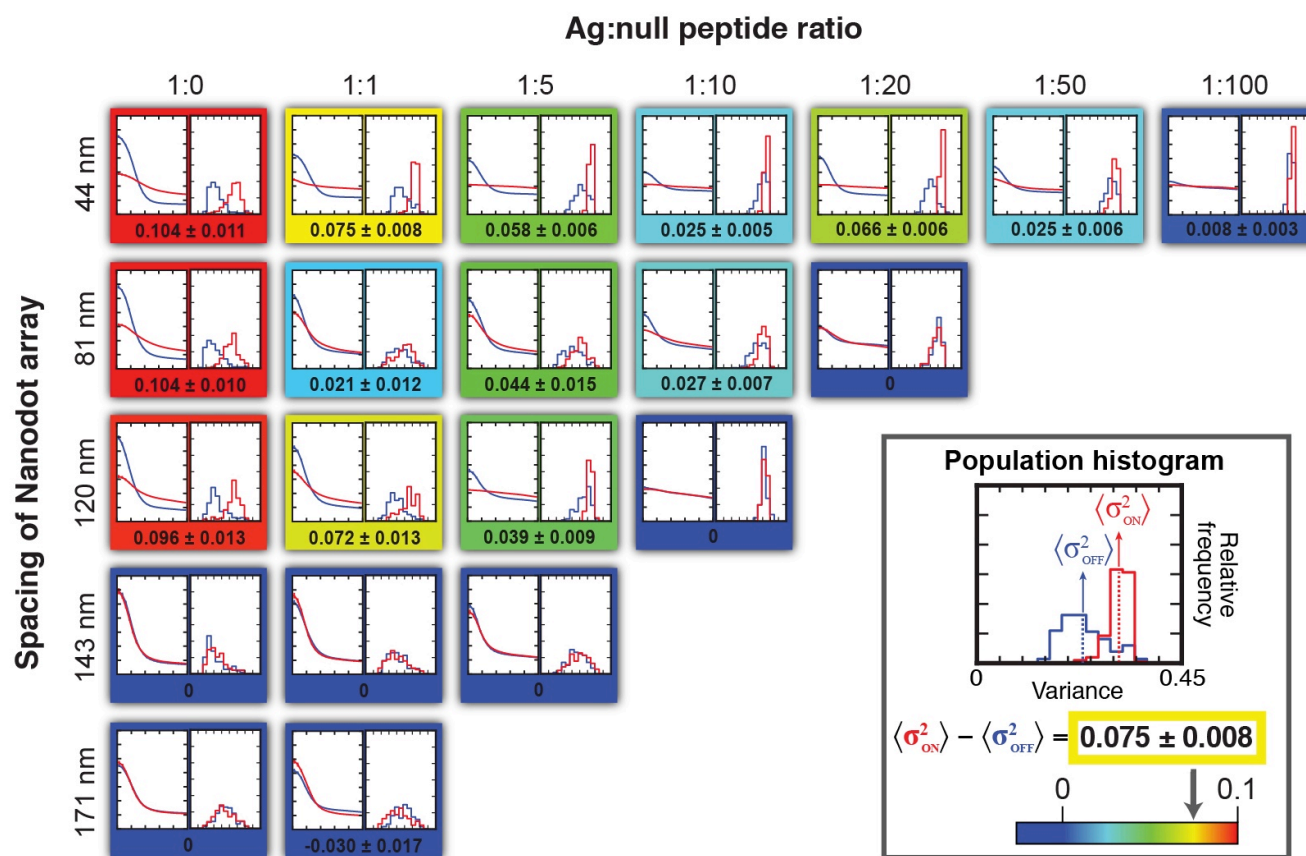 Ag:null peptide ratio
1:0 1:1 1:5 1:10 1:20 1:50 1:100
Spacing of Nanodot array
44 nm
0.104 ± 0.011 0.075 ± 0.008 0.058 ± 0.006 0.025 ± 0.005 0.066 ± 0.006 0.025 ± 0.006 0.008 ± 0.003
81 nm
0.104 ± 0.010 0.021 ± 0.012 0.044 ± 0.015 0.027 ± 0.007 0
120 nm
0.096 ± 0.013 0.072 ± 0.013 0.039 ± 0.009 0
143 nm
0 0 0
171 nm
0 -0.030 ± 0.017
Population histogram
⟨σ²ON⟩
⟨σ²OFF⟩
Relative
frequency
0 Variance 0.45
⟨σ²ON⟩ − ⟨σ²OFF⟩ = 0.075 ± 0.008
0 0.1